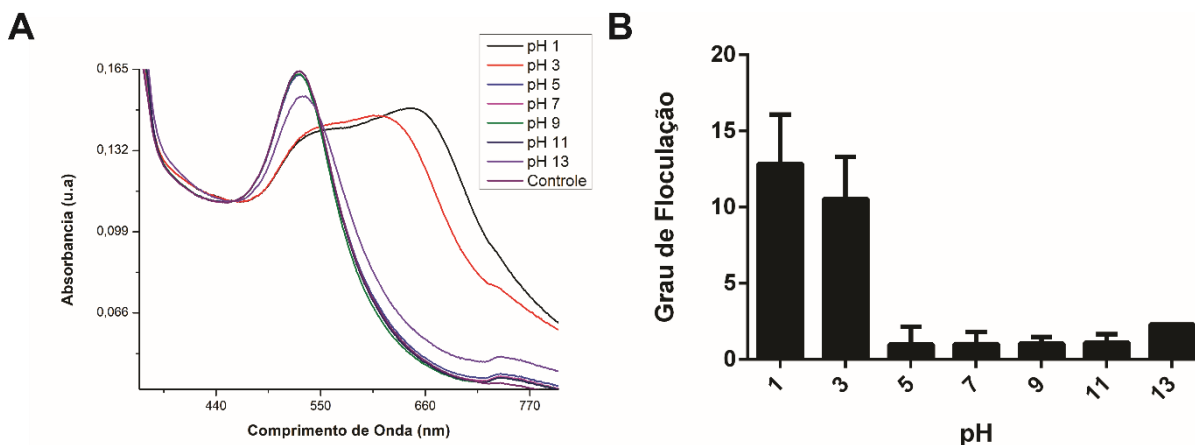 A
pH 1
pH 3
pH 5
pH 7
pH 9
pH 11
pH 13
Controle
0,165
0,132
0,099
0,066
Absorbancia (u.a)
440
550
660
770
Comprimento de Onda (nm)
B
20
15
10
5
0
Grau de Floculação
1
3
5
7
9
11
13
pH